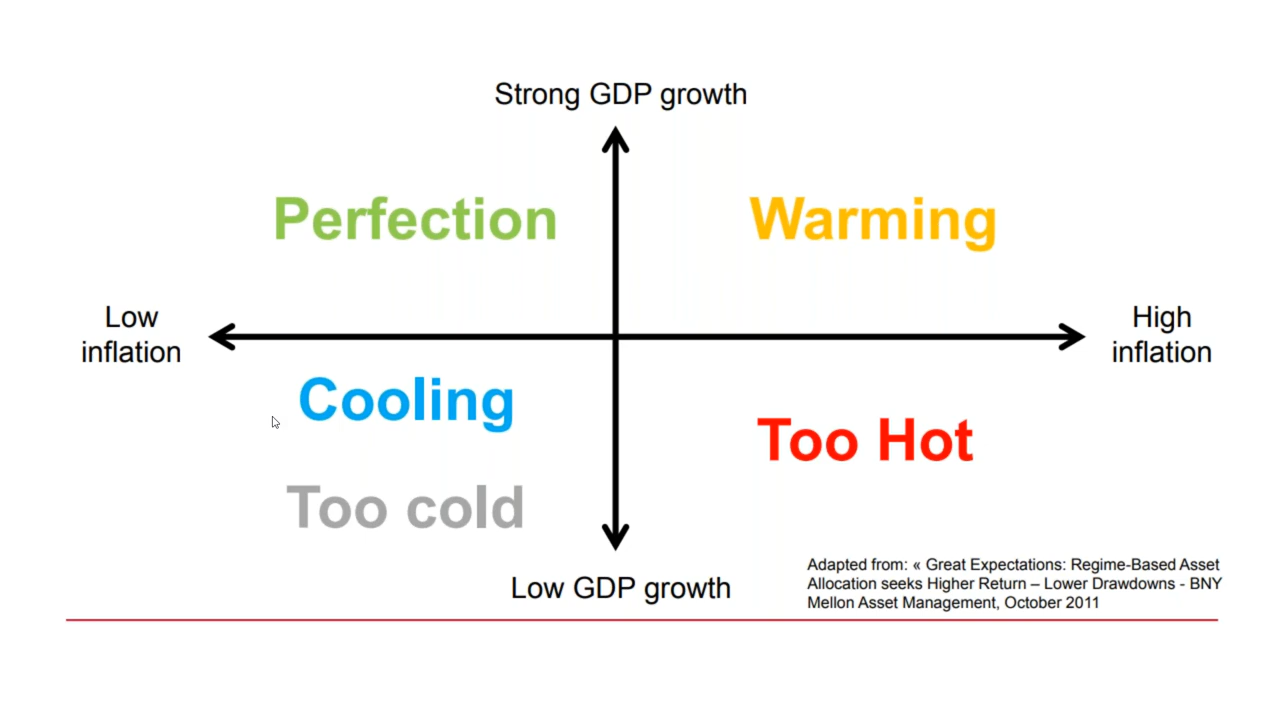 Strong GDP growth
Perfection
Warming
Low
inflation
High
inflation
Cooling
Too Hot
Too cold
Low GDP growth
Adapted from: « Great Expectations: Regime-Based Asset
Allocation seeks Higher Return – Lower Drawdowns - BNY
Mellon Asset Management, October 2011